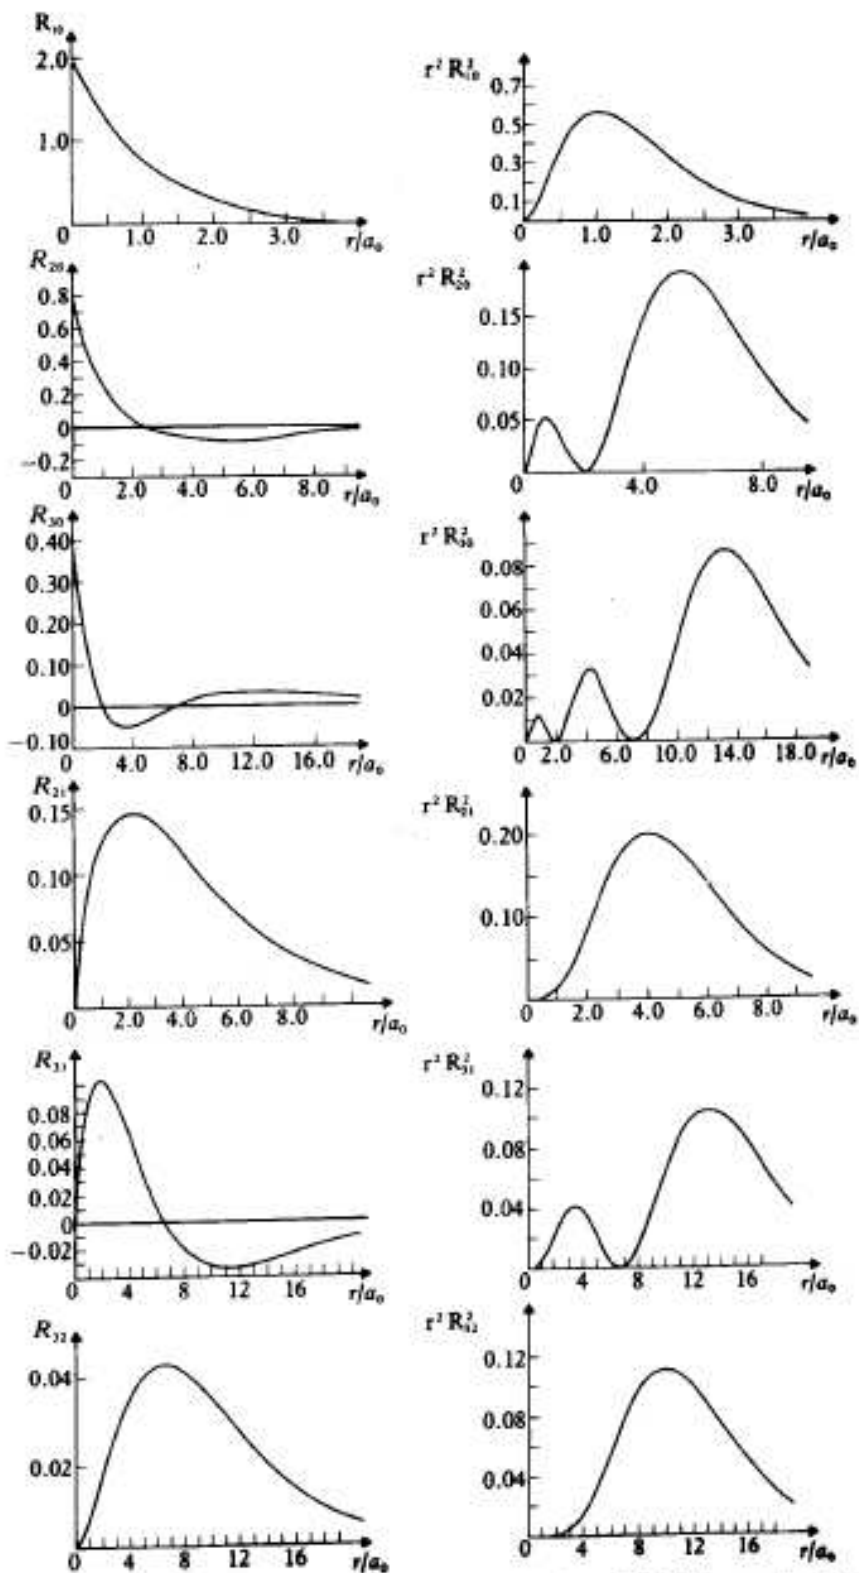 R₁₀
2.0
1.0
0 1.0 2.0 3.0 r/a₀
r² R²₁₀
0.7
0.5
0.3
0.1
0 1.0 2.0 3.0 r/a₀
R₂₀
0.8
0.6
0.4
0.2
0
−0.2
0 2.0 4.0 6.0 8.0 r/a₀
r² R²₂₀
0.15
0.10
0.05
0 4.0 8.0 r/a₀
R₃₀
0.40
0.30
0.20
0.10
0
−0.10
0 4.0 8.0 12.0 16.0 r/a₀
r² R²₃₀
0.08
0.06
0.04
0.02
0 2.0 6.0 10.0 14.0 18.0 r/a₀
R₂₁
0.15
0.10
0.05
0 2.0 4.0 6.0 8.0 r/a₀
r² R²₂₁
0.20
0.10
0 2.0 4.0 6.0 8.0 r/a₀
R₃₁
0.08
0.06
0.04
0.02
0
−0.02
0 4 8 12 16 r/a₀
r² R²₃₁
0.12
0.08
0.04
0 4 8 12 16 r/a₀
R₃₂
0.04
0.02
0 4 8 12 16 r/a₀
r² R²₃₂
0.12
0.08
0.04
0 4 8 12 16 r/a₀